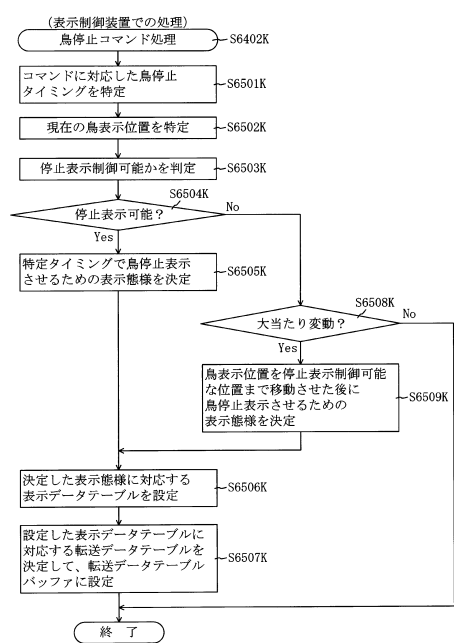 (表示制御装置での処理)
鳥停止コマンド処理
S6402K
コマンドに対応した鳥停止
タイミングを特定
S6501K
現在の鳥表示位置を特定
S6502K
停止表示制御可能かを判定
S6503K
S6504K
停止表示可能?
No
Yes
特定タイミングで鳥停止表示
させるための表示態様を決定
S6505K
S6508K
大当たり変動?
No
Yes
鳥表示位置を停止表示制御可能
な位置まで移動させた後に
鳥停止表示させるための
表示態様を決定
S6509K
決定した表示態様に対応する
表示データテーブルを設定
S6506K
設定した表示データテーブルに
対応する転送データテーブルを
決定して、転送データテーブル
バッファに設定
S6507K
終 了